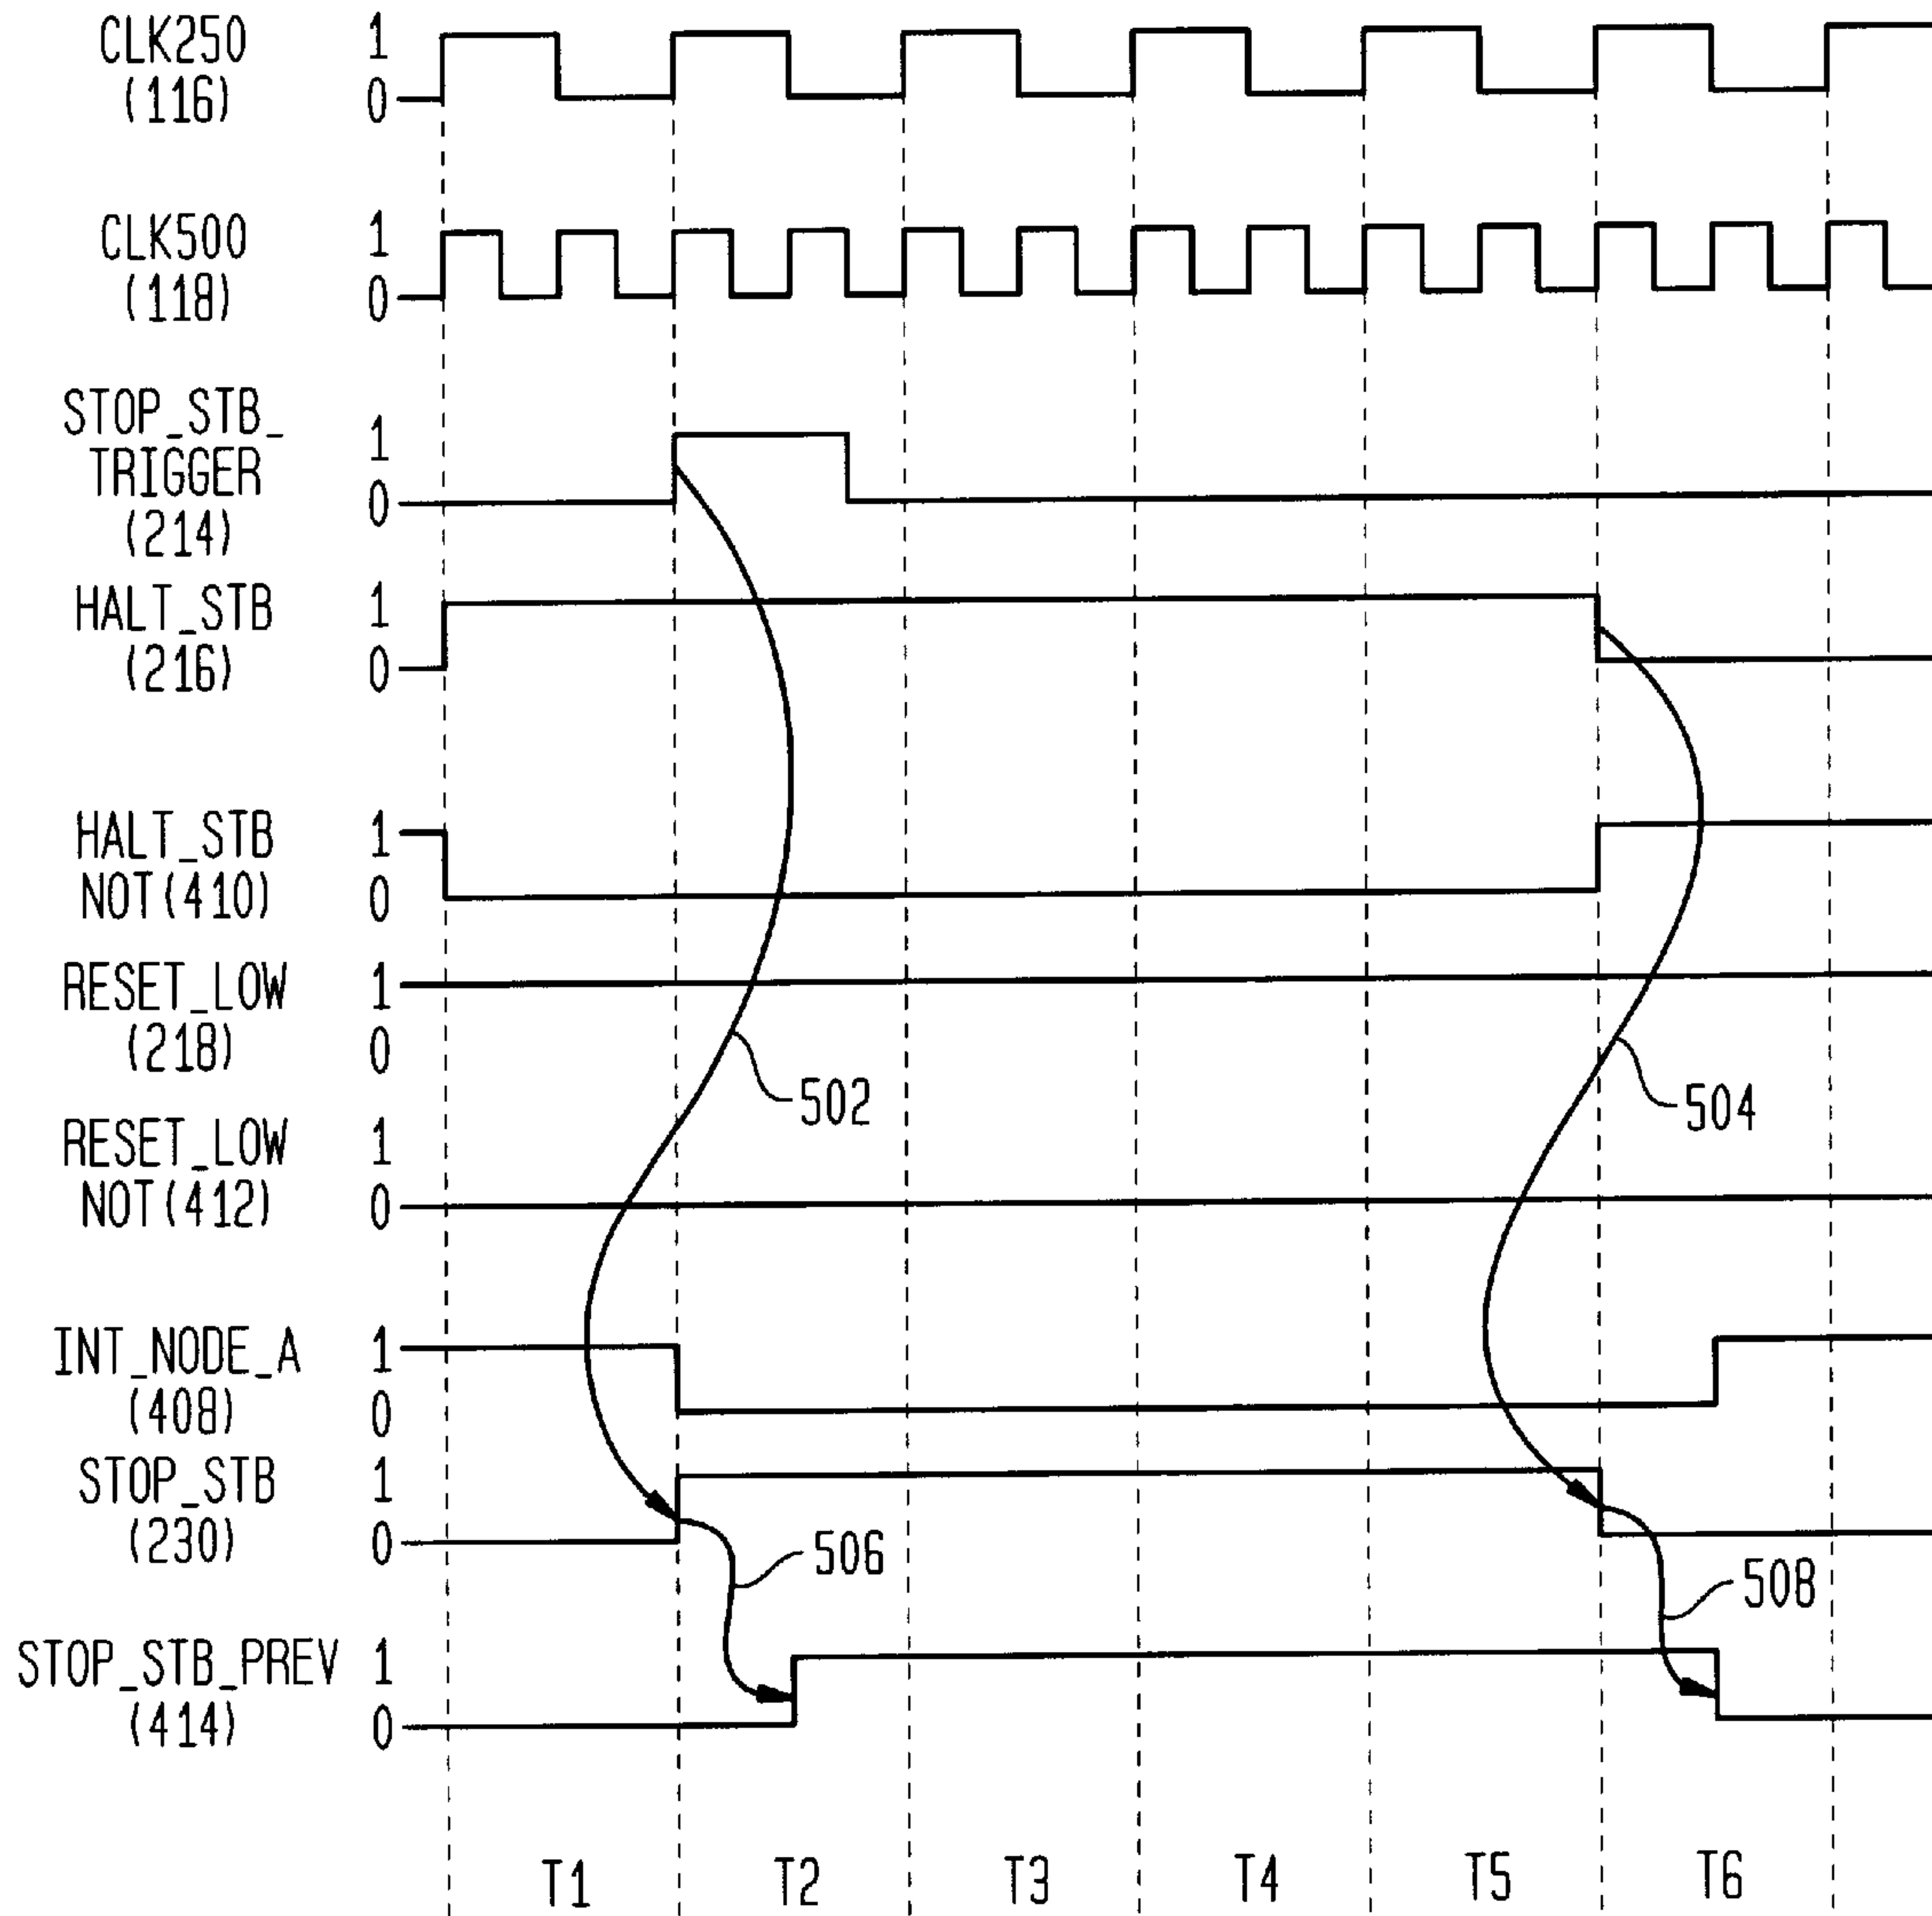 CLK250 1
(116) 0
CLK500 1
(118) 0
STOP_STB_
TRIGGER 1
(214) 0
HALT_STB 1
(216) 0
HALT_STB 1
NOT(410) 0
RESET_LOW 1
(218) 0
502
504
RESET_LOW 1
NOT(412) 0
INT_NODE_A 1
(408) 0
STOP_STB 1
(230) 0
506
508
STOP_STB_PREV 1
(414) 0
T1 T2 T3 T4 T5 T6